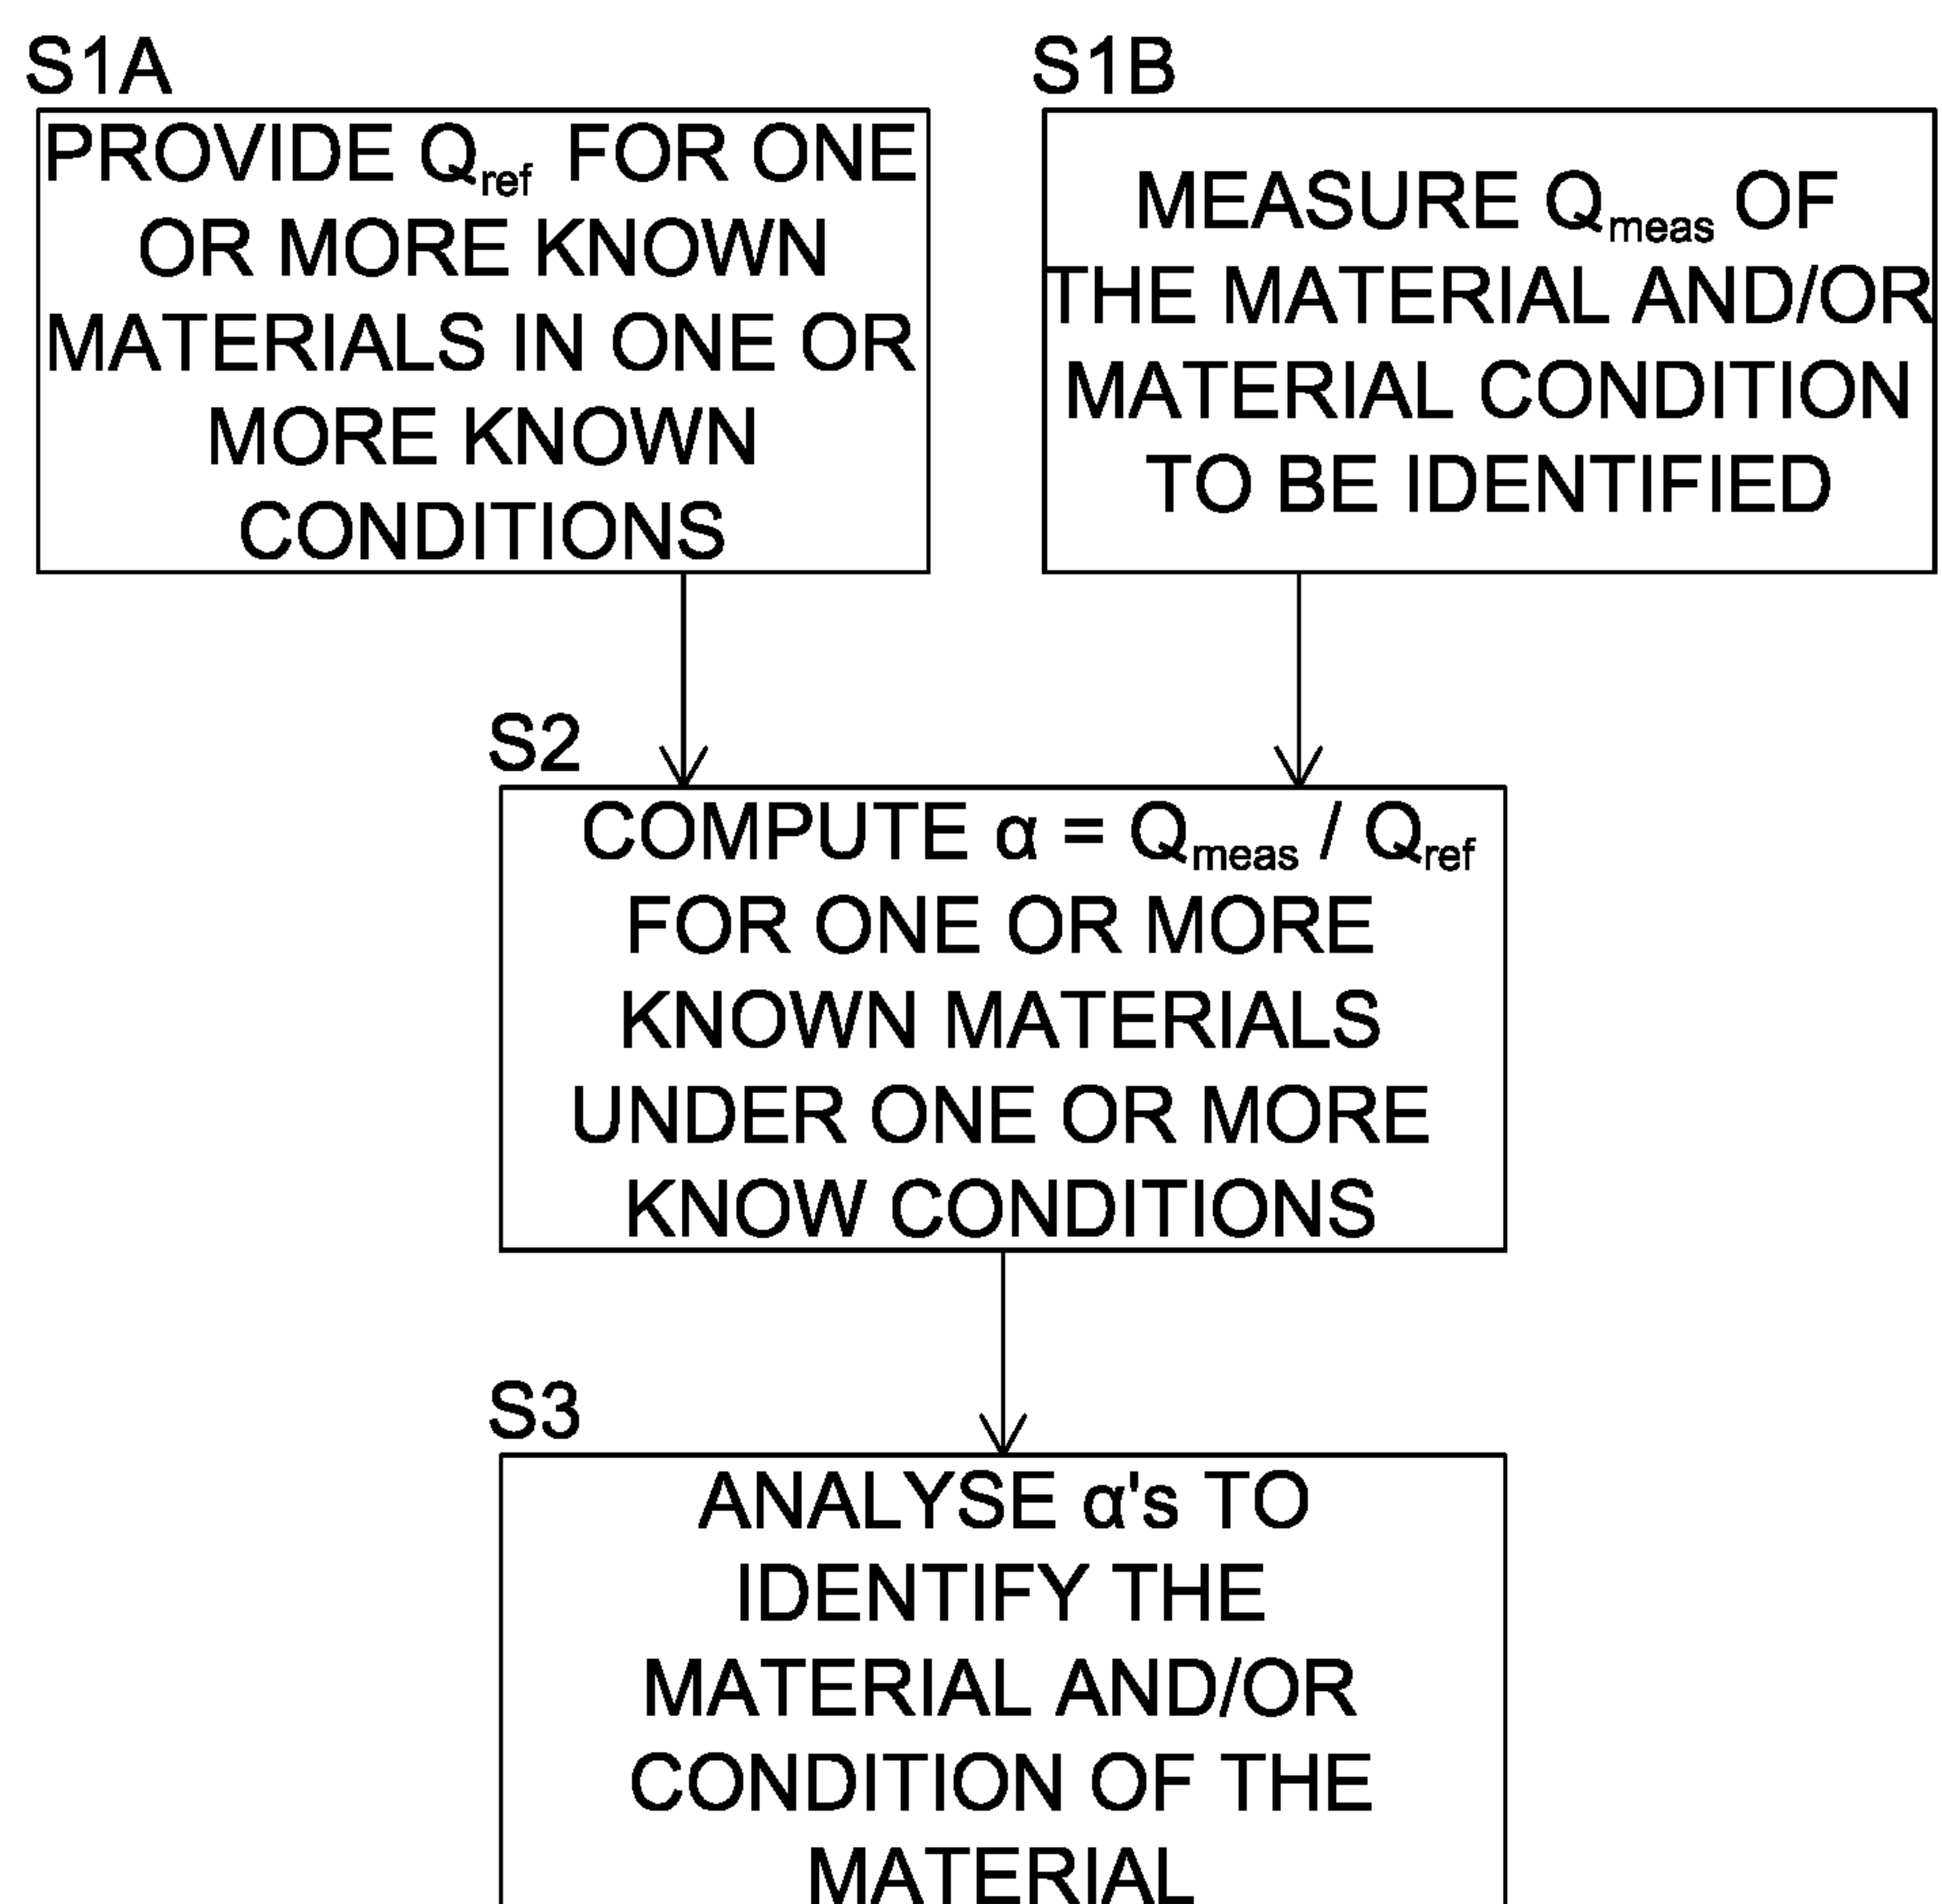 S1A
PROVIDE Qref FOR ONE
OR MORE KNOWN
MATERIALS IN ONE OR
MORE KNOWN
CONDITIONS
S1B
MEASURE Qmeas OF
THE MATERIAL AND/OR
MATERIAL CONDITION
TO BE IDENTIFIED
S2
COMPUTE α = Qmeas / Qref
FOR ONE OR MORE
KNOWN MATERIALS
UNDER ONE OR MORE
KNOW CONDITIONS
S3
ANALYSE α's TO
IDENTIFY THE
MATERIAL AND/OR
CONDITION OF THE
MATERIAL